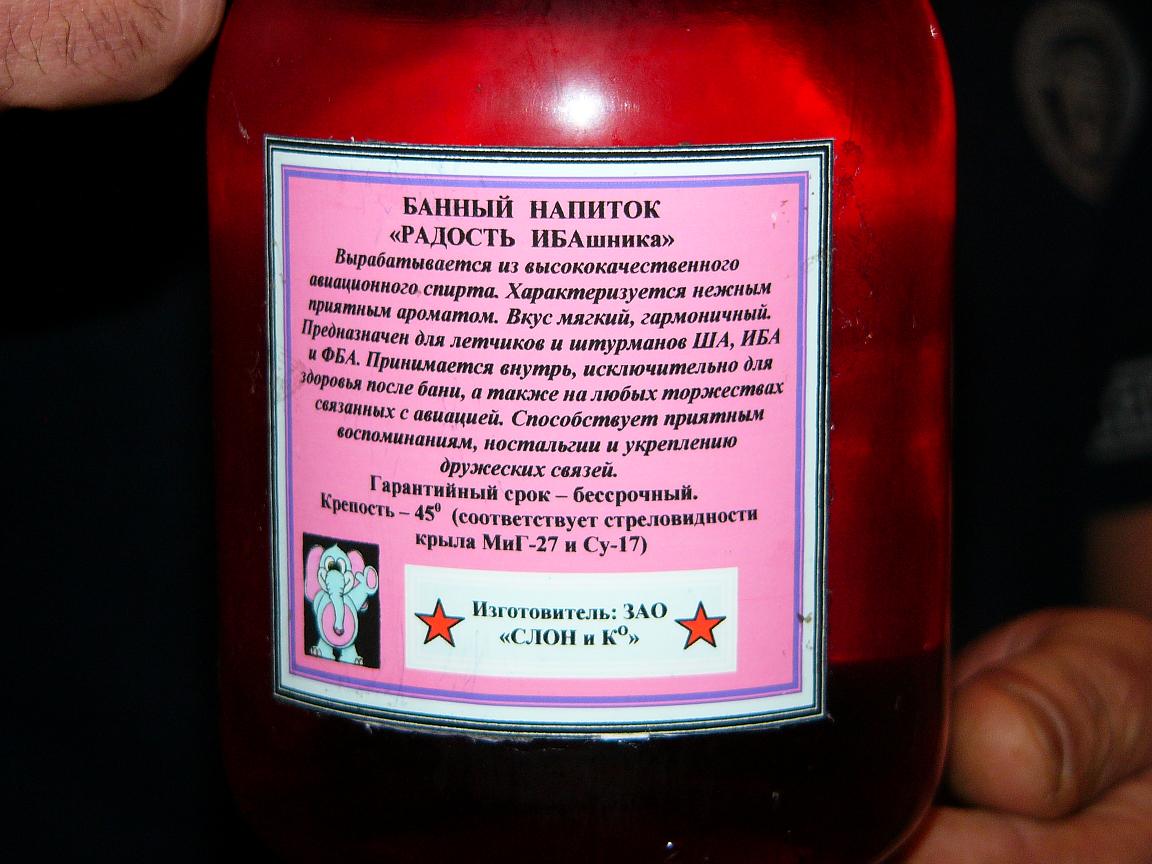 БАННЫЙ НАПИТОК
«РАДОСТЬ ИБАшника»
Вырабатывается из высококачественного
авиационного спирта. Характеризуется нежным
приятным ароматом. Вкус мягкий, гармоничный.
Предназначен для летчиков и штурманов ША, ИБА
и ФБА. Принимается внутрь, исключительно для
здоровья после бани, а также на любых торжествах
связанных с авиацией. Способствует приятным
воспоминаниям, ностальгии и укреплению
дружеских связей.
Гарантийный срок – бессрочный.
Крепость – 45⁰ (соответствует стреловидности
крыла МиГ-27 и Су-17)
Изготовитель: ЗАО
«СЛОН и Кᴼ»